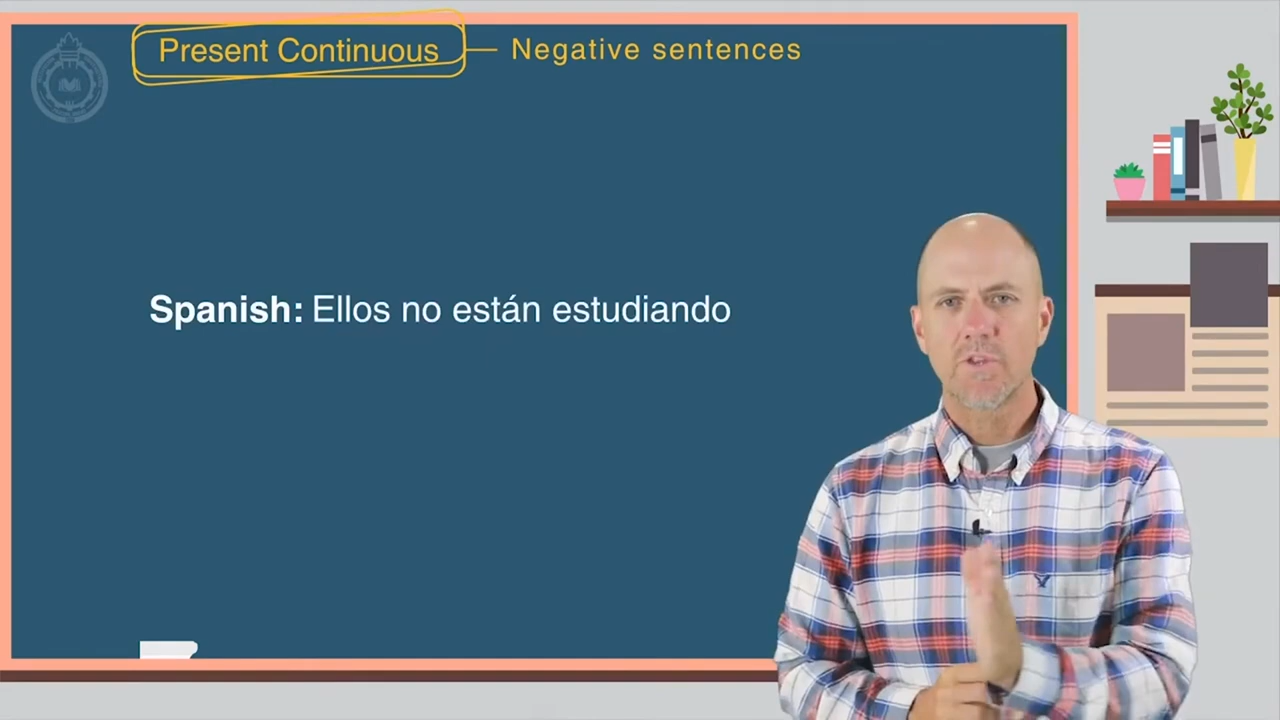 Present Continuous — Negative sentences
Spanish: Ellos no están estudiando